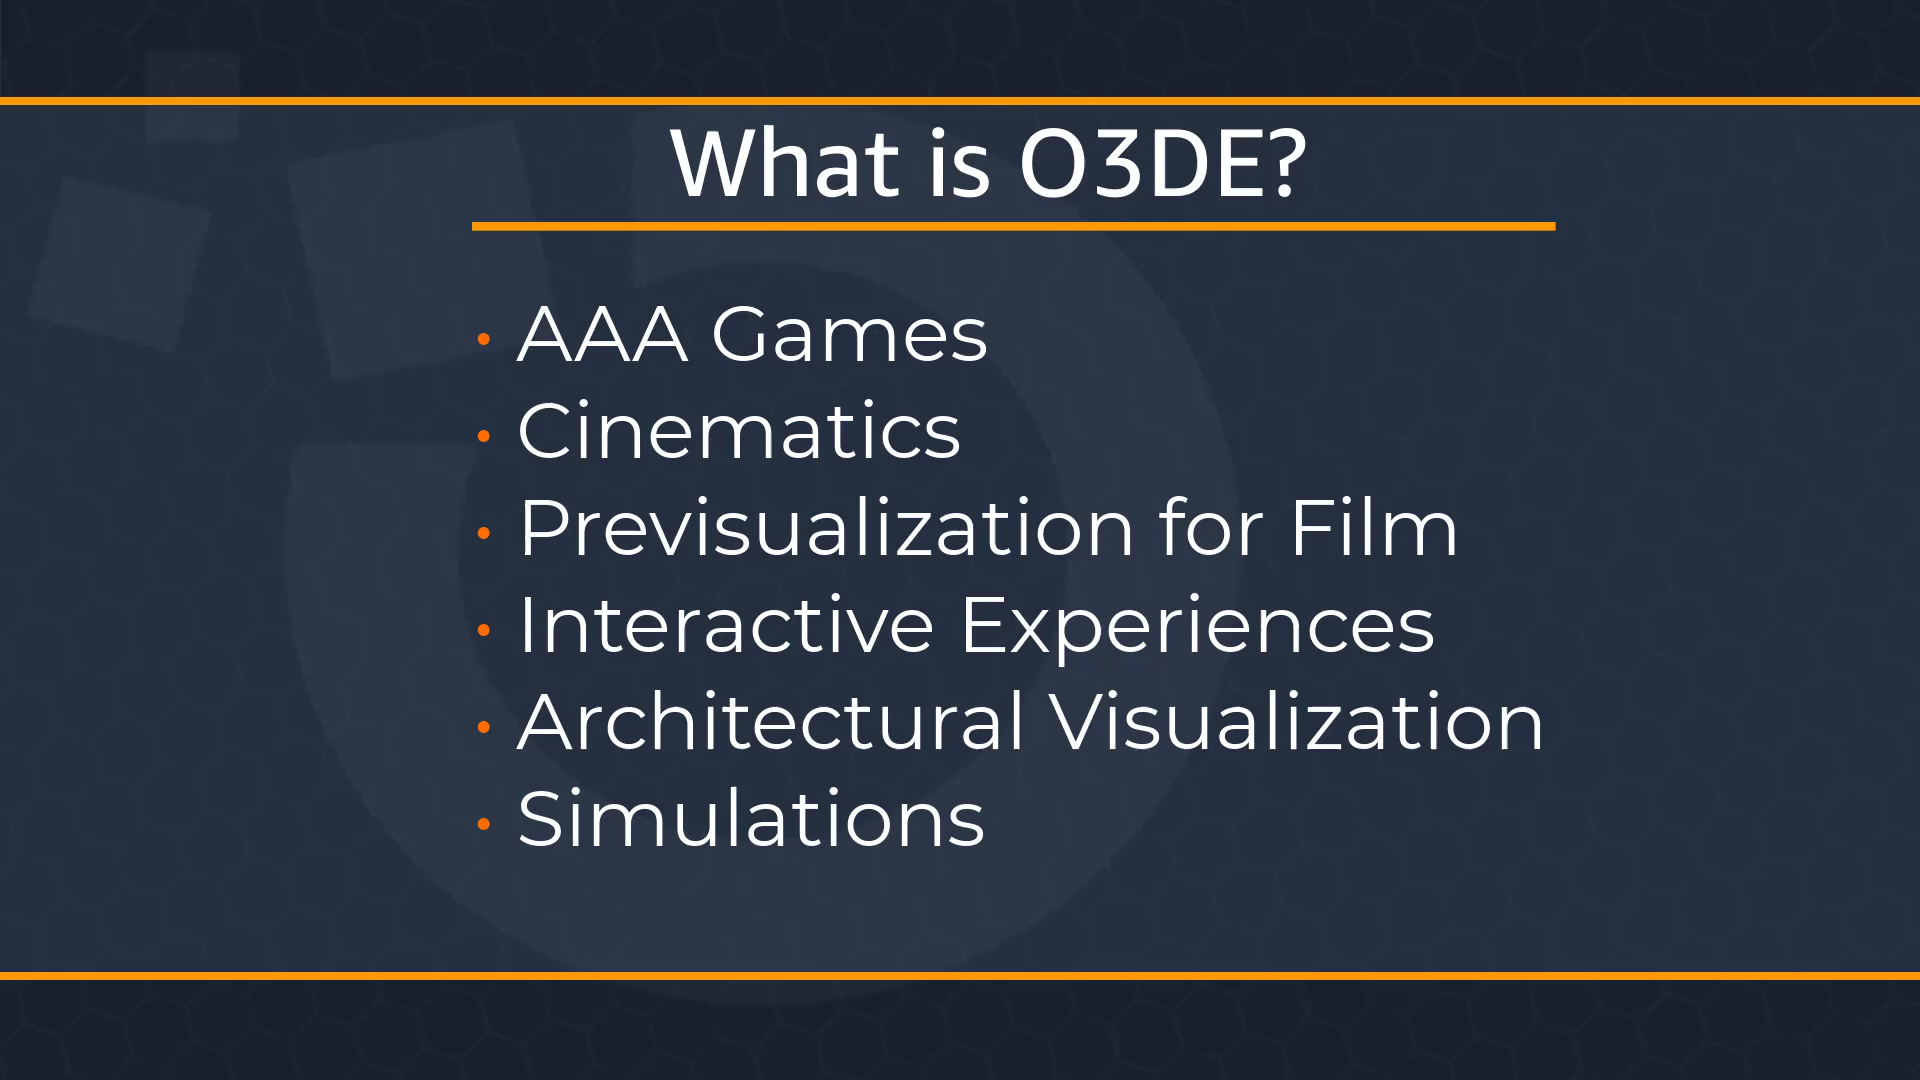 What is O3DE?
• AAA Games
• Cinematics
• Previsualization for Film
• Interactive Experiences
• Architectural Visualization
• Simulations